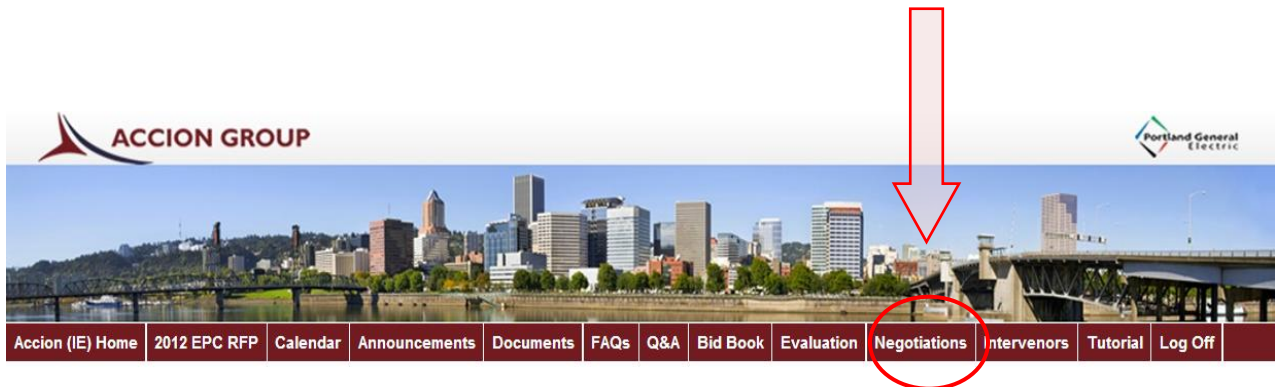 ACCION GROUP
Portland General
Electric
Accion (IE) Home 2012 EPC RFP Calendar Announcements Documents FAQs Q&A Bid Book Evaluation Negotiations Intervenors Tutorial Log Off